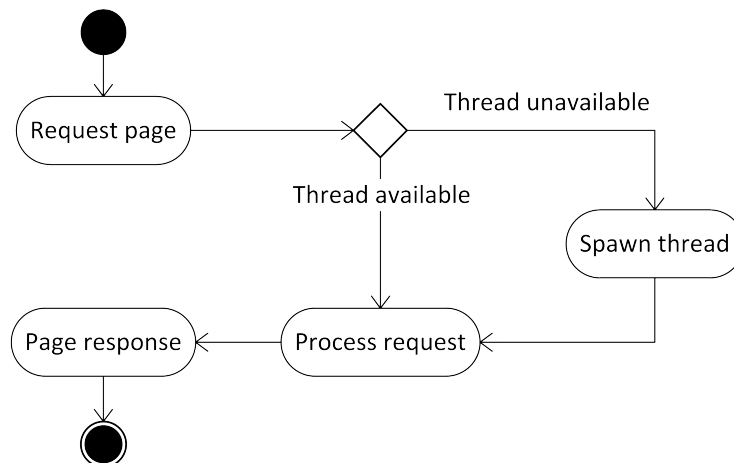 Thread unavailable
Request page
Thread available
Spawn thread
Page response
Process request